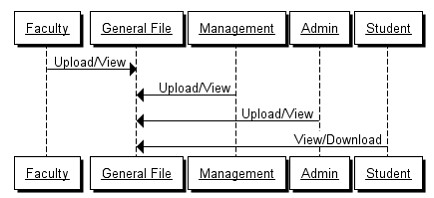 Faculty General File Management Admin Student
Upload/View
Upload/View
Upload/View
View/Download
Faculty General File Management Admin Student